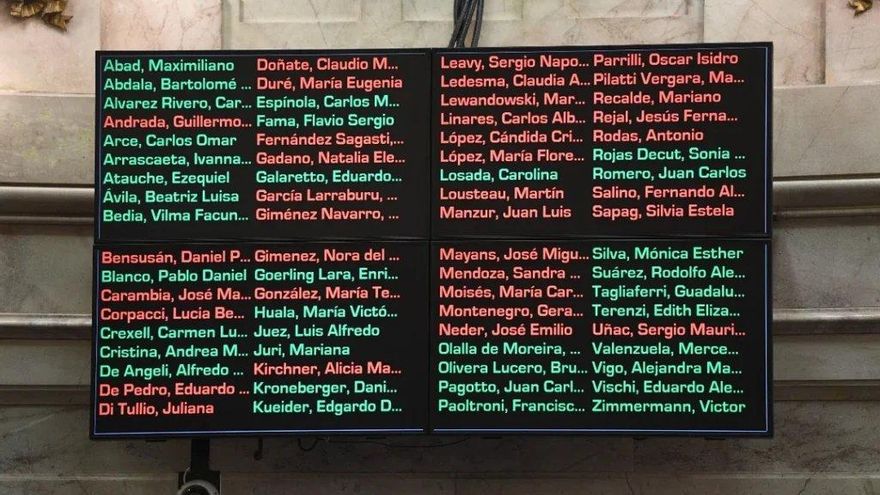 Abad, Maximiliano
Abdala, Bartolomé ...
Alvarez Rivero, Car...
Andrada, Guillermo...
Arce, Carlos Omar
Arrascaeta, Ivanna...
Atauche, Ezequiel
Ávila, Beatriz Luisa
Bedia, Vilma Facun...
Bensusán, Daniel P...
Blanco, Pablo Daniel
Carambia, José Ma...
Corpacci, Lucia Be...
Crexell, Carmen Lu...
Cristina, Andrea M...
De Angeli, Alfredo ...
De Pedro, Eduardo ...
Di Tullio, Juliana
Doñate, Claudio M...
Duré, María Eugenia
Espínola, Carlos M...
Fama, Flavio Sergio
Fernández Sagasti,...
Gadano, Natalia Ele...
Galaretto, Eduardo...
García Larraburu, ...
Giménez Navarro, ...
Gimenez, Nora del ...
Goerling Lara, Enri...
González, María Te...
Huala, María Victó...
Juez, Luis Alfredo
Juri, Mariana
Kirchner, Alicia Ma...
Kroneberger, Dani...
Kueider, Edgardo D...
Leavy, Sergio Napo...
Ledesma, Claudia A...
Lewandowski, Mar...
Linares, Carlos Alb...
López, Cándida Cri...
López, María Flore...
Losada, Carolina
Lousteau, Martín
Manzur, Juan Luis
Mayans, José Migu...
Mendoza, Sandra ...
Moisés, María Car...
Montenegro, Gera...
Neder, José Emilio
Olalla de Moreira, ...
Olivera Lucero, Bru...
Pagotto, Juan Carl...
Paoltroni, Francisc...
Parrilli, Oscar Isidro
Pilatti Vergara, Ma...
Recalde, Mariano
Rejal, Jesús Ferna...
Rodas, Antonio
Rojas Decut, Sonia ...
Romero, Juan Carlos
Salino, Fernando Al...
Sapag, Silvia Estela
Silva, Mónica Esther
Suárez, Rodolfo Ale...
Tagliaferri, Guadalu...
Terenzi, Edith Eliza...
Uñac, Sergio Mauri...
Valenzuela, Merce...
Vigo, Alejandra Ma...
Vischi, Eduardo Ale...
Zimmermann, Victor